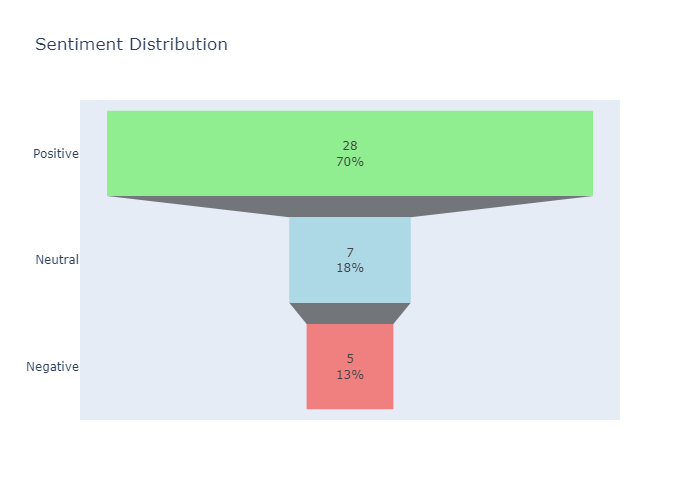 Sentiment Distribution
Positive
28
70%
Neutral
7
18%
Negative
5
13%